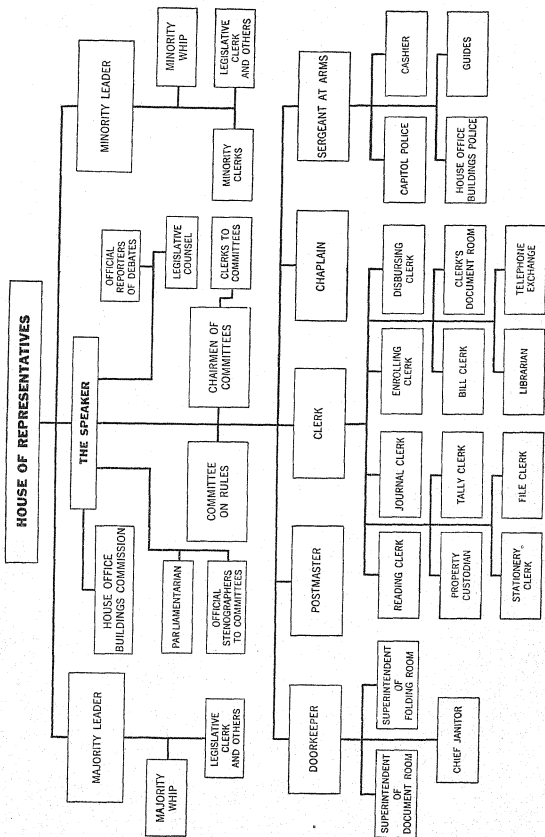 HOUSE OF REPRESENTATIVES
MAJORITY LEADER
THE SPEAKER
MINORITY LEADER
MAJORITY
WHIP
LEGISLATIVE
CLERK
AND OTHERS
HOUSE OFFICE
BUILDINGS COMMISSION
PARLIAMENTARIAN
OFFICIAL
STENOGRAPHERS
TO COMMITTEES
OFFICIAL
REPORTERS
OF DEBATES
LEGISLATIVE
COUNSEL
COMMITTEE
ON RULES
CHAIRMEN OF
COMMITTEES
CLERKS TO
COMMITTEES
MINORITY
WHIP
MINORITY
CLERKS
LEGISLATIVE
CLERK
AND OTHERS
DOORKEEPER
POSTMASTER
CLERK
CHAPLAIN
SERGEANT AT ARMS
SUPERINTENDENT
OF
DOCUMENT ROOM
SUPERINTENDENT
OF
FOLDING ROOM
CHIEF JANITOR
READING CLERK
JOURNAL CLERK
PROPERTY
CUSTODIAN
TALLY CLERK
STATIONERY
CLERK
FILE CLERK
ENROLLING
CLERK
DISBURSING
CLERK
BILL CLERK
CLERK'S
DOCUMENT ROOM
LIBRARIAN
TELEPHONE
EXCHANGE
CAPITOL POLICE
CASHIER
HOUSE OFFICE
BUILDINGS POLICE
GUIDES